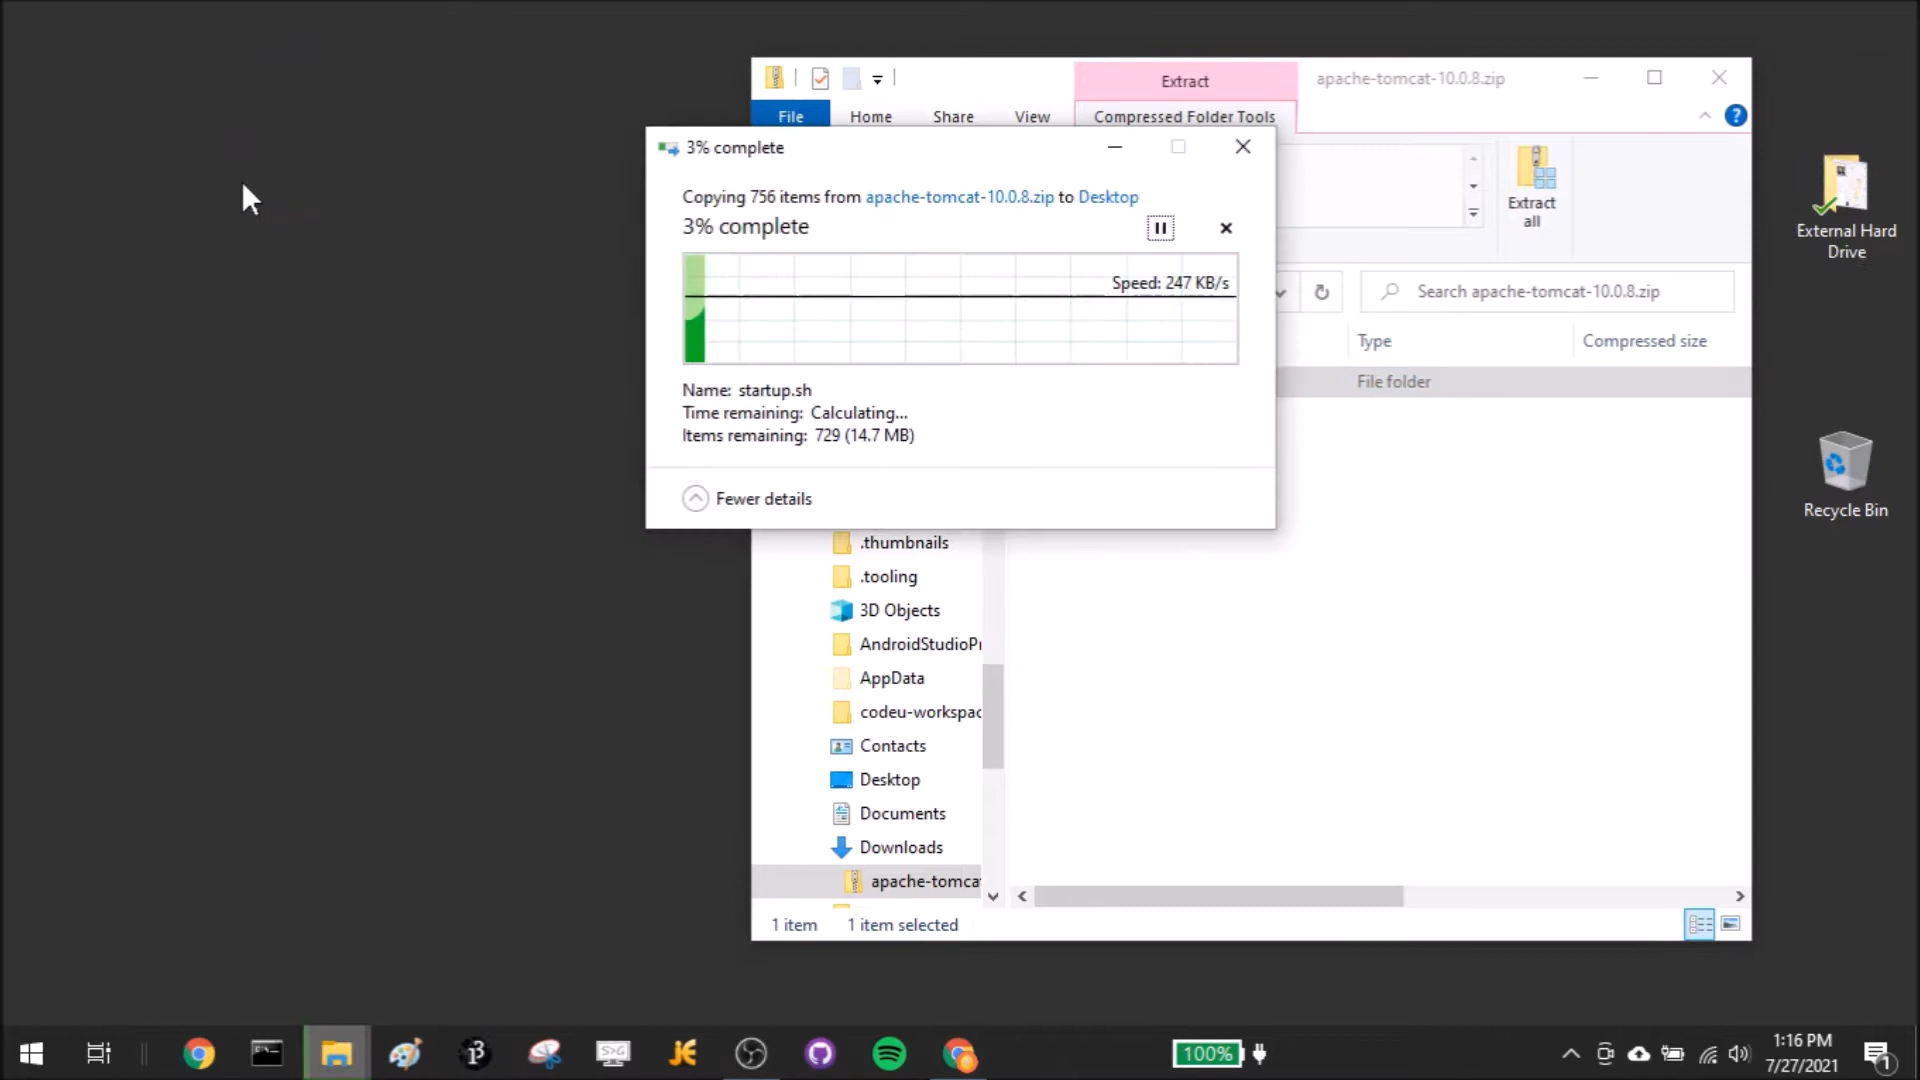 Extract
apache-tomcat-10.0.8.zip
File
Home
Share
View
Compressed Folder Tools
?
3% complete
Copying 756 items from apache-tomcat-10.0.8.zip to Desktop
3% complete
Speed: 247 KB/s
Name: startup.sh
Time remaining: Calculating...
Items remaining: 729 (14.7 MB)
Fewer details
Extract
all
Search apache-tomcat-10.0.8.zip
Type
Compressed size
File folder
.thumbnails
.tooling
3D Objects
AndroidStudioPr
AppData
codeu-workspac
Contacts
Desktop
Documents
Downloads
apache-tomcat
1 item
1 item selected
External Hard
Drive
Recycle Bin
100%
1:16 PM
7/27/2021
1